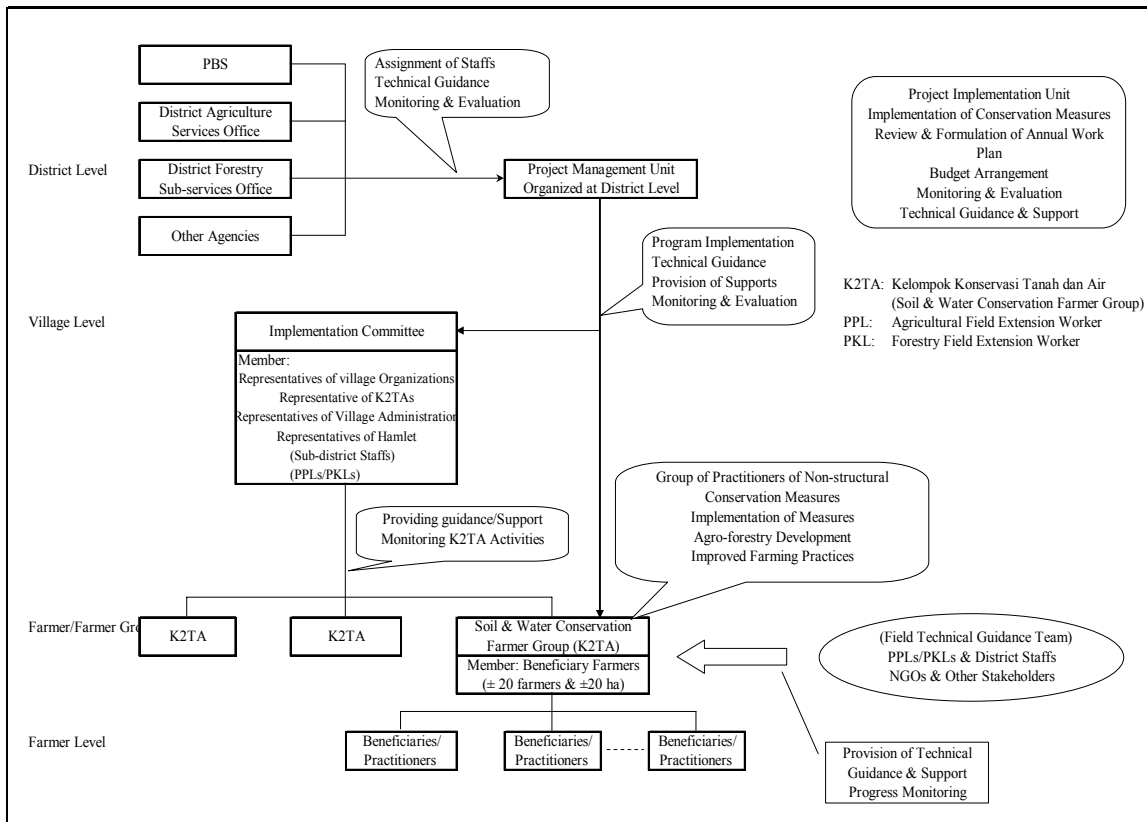 PBS
District Agriculture
Services Office
District Level
District Forestry
Sub-services Office
Other Agencies
Assignment of Staffs
Technical Guidance
Monitoring & Evaluation
Project Management Unit
Organized at District Level
Project Implementation Unit
Implementation of Conservation Measures
Review & Formulation of Annual Work
Plan
Budget Arrangement
Monitoring & Evaluation
Technical Guidance & Support
Program Implementation
Technical Guidance
Provision of Supports
Monitoring & Evaluation
K2TA: Kelompok Konservasi Tanah dan Air
(Soil & Water Conservation Farmer Group)
PPL: Agricultural Field Extension Worker
PKL: Forestry Field Extension Worker
Village Level
Implementation Committee
Member:
Representatives of village Organizations
Representative of K2TAs
Representatives of Village Administration
Representatives of Hamlet
(Sub-district Staffs)
(PPLs/PKLs)
Providing guidance/Support
Monitoring K2TA Activities
Group of Practitioners of Non-structural
Conservation Measures
Implementation of Measures
Agro-forestry Development
Improved Farming Practices
Farmer/Farmer Gro
K2TA
K2TA
Soil & Water Conservation
Farmer Group (K2TA)
Member: Beneficiary Farmers
(± 20 farmers & ±20 ha)
(Field Technical Guidance Team)
PPLs/PKLs & District Staffs
NGOs & Other Stakeholders
Farmer Level
Beneficiaries/
Practitioners
Beneficiaries/
Practitioners
Beneficiaries/
Practitioners
Provision of Technical
Guidance & Support
Progress Monitoring